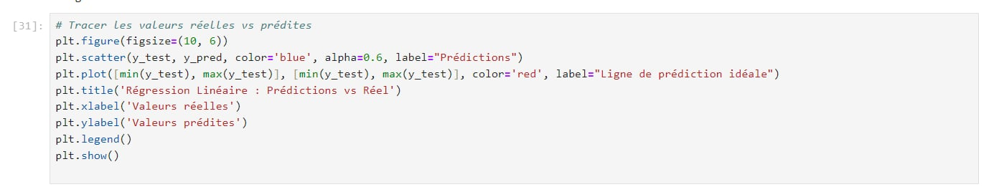 [31]: # Tracer les valeurs réelles vs prédites
plt.figure(figsize=(10, 6))
plt.scatter(y_test, y_pred, color='blue', alpha=0.6, label="Prédictions")
plt.plot([min(y_test), max(y_test)], [min(y_test), max(y_test)], color='red', label="Ligne de prédiction idéale")
plt.title('Régression Linéaire : Prédictions vs Réel')
plt.xlabel('Valeurs réelles')
plt.ylabel('Valeurs prédites')
plt.legend()
plt.show()